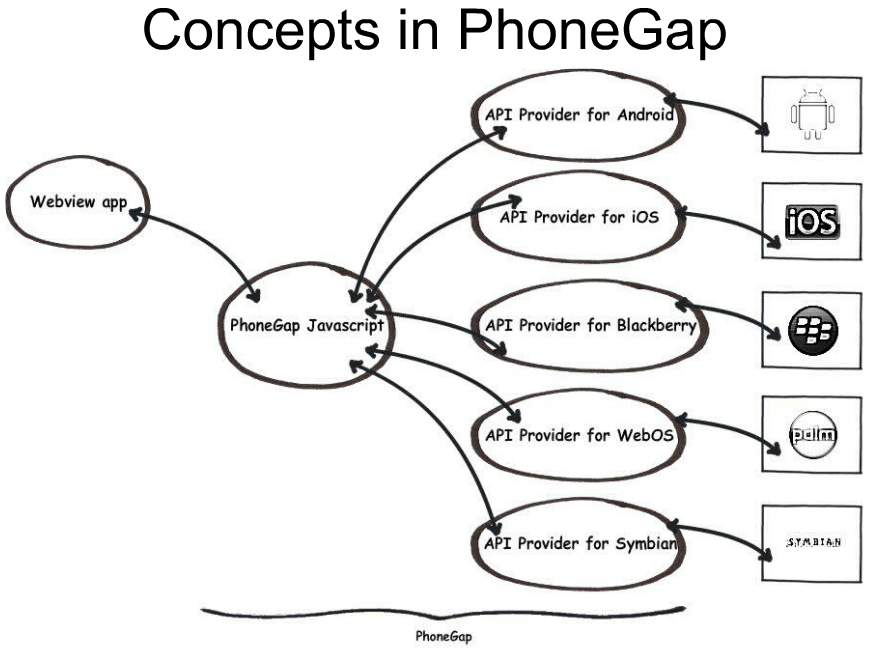 Concepts in PhoneGap
API Provider for Android
Webview app
API Provider for iOS
iOS
PhoneGap Javascript
API Provider for Blackberry
API Provider for WebOS
palm
API Provider for Symbian
SYMBIAN
PhoneGap